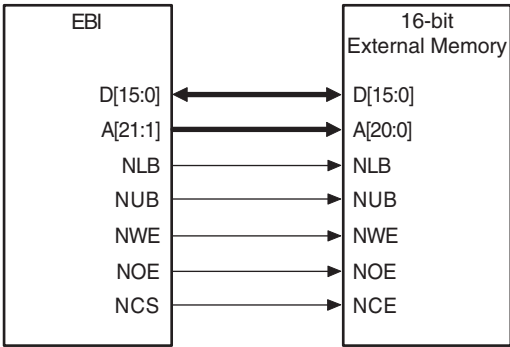 EBI
16-bit
External Memory
D[15:0] D[15:0]
A[21:1] A[20:0]
NLB NLB
NUB NUB
NWE NWE
NOE NOE
NCS NCE